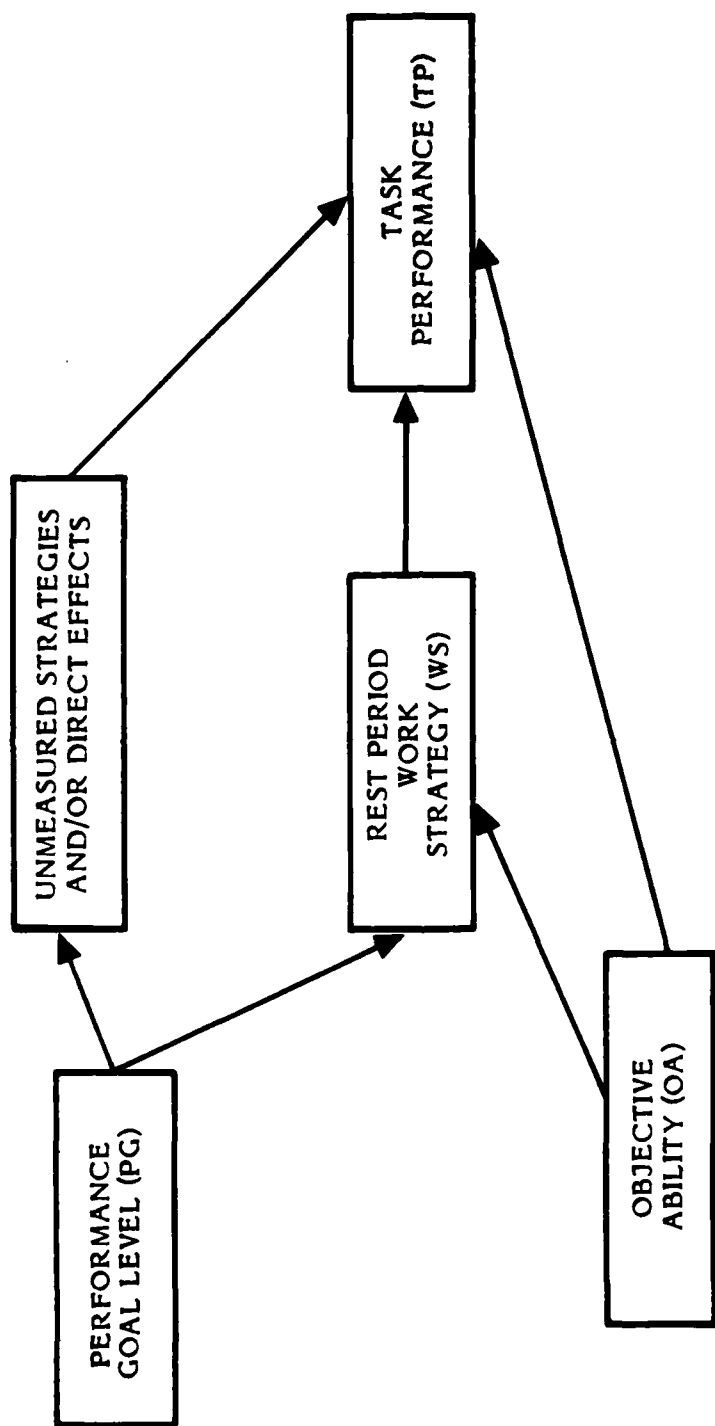 PERFORMANCE
GOAL LEVEL (PG)
UNMEASURED STRATEGIES
AND/OR DIRECT EFFECTS
REST PERIOD
WORK
STRATEGY (WS)
TASK
PERFORMANCE (TP)
OBJECTIVE
ABILITY (OA)